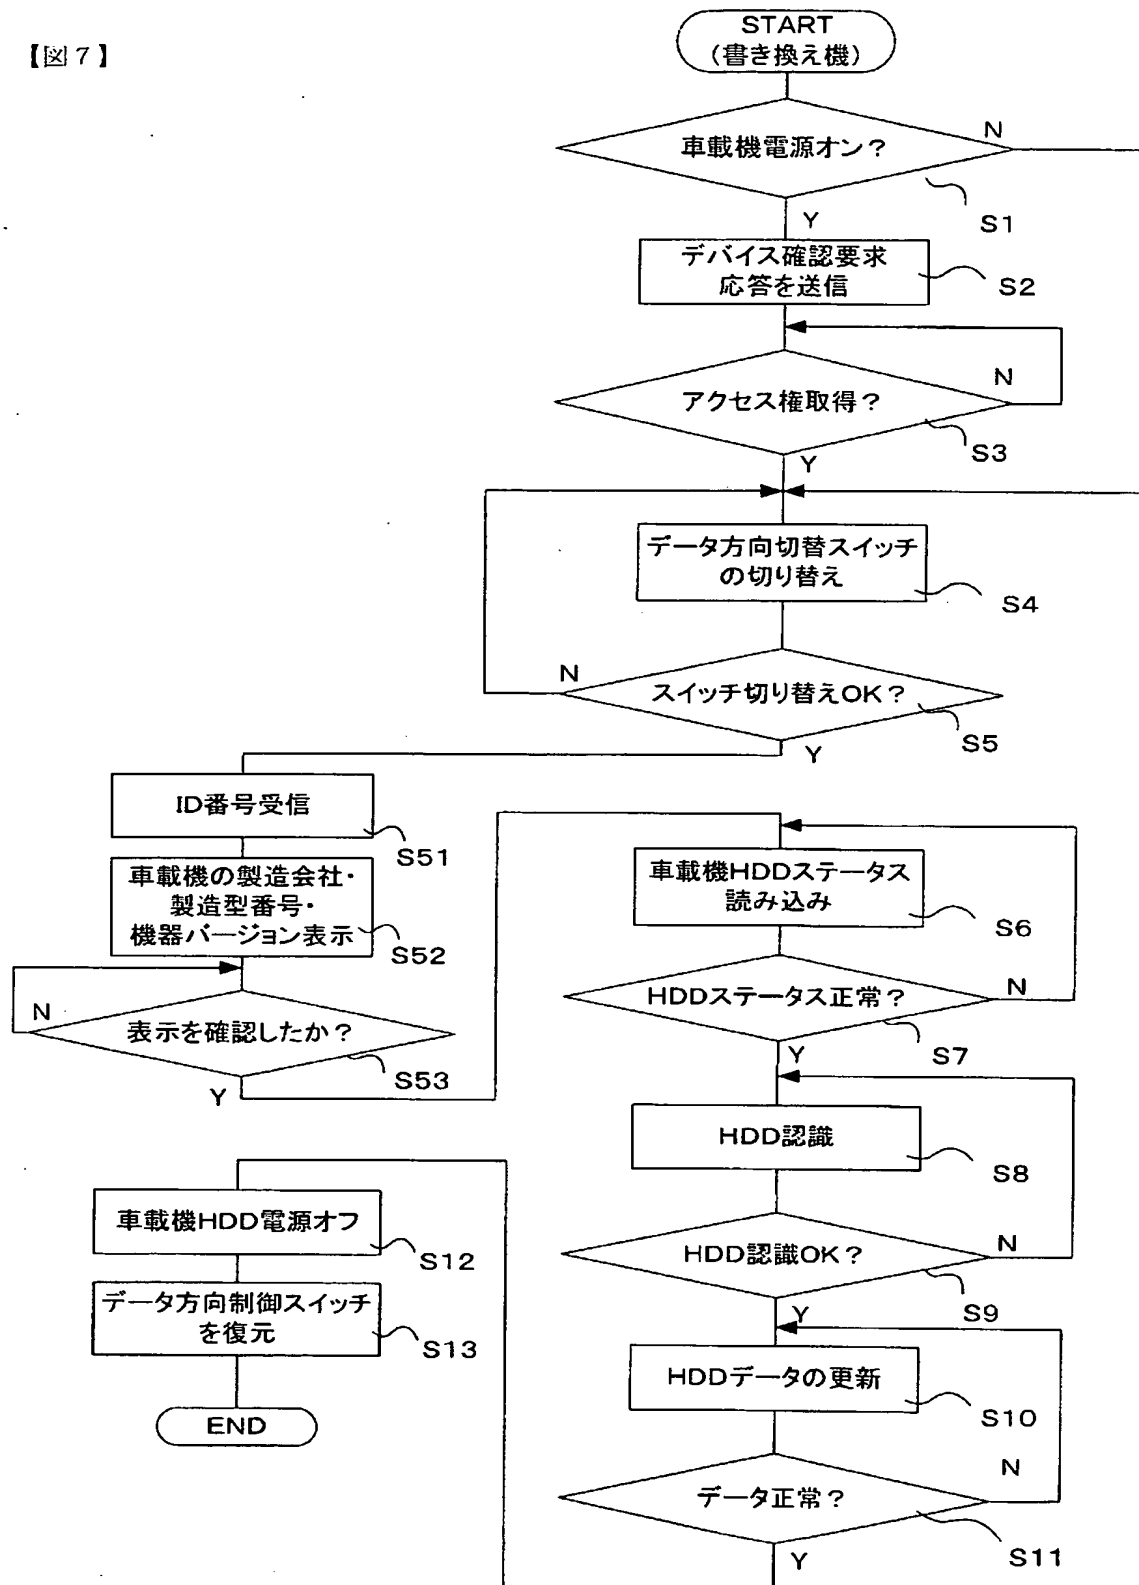 【図７】
START
（書き換え機）
車載機電源オン？
N
S1
Y
デバイス確認要求
応答を送信
S2
アクセス権取得？
N
S3
Y
データ方向切替スイッチ
の切り替え
S4
スイッチ切り替えOK？
N
S5
Y
ID番号受信
S51
車載機の製造会社・
製造型番号・
機器バージョン表示
S52
表示を確認したか？
N
S53
Y
車載機HDDステータス
読み込み
S6
HDDステータス正常？
N
S7
Y
HDD認識
S8
HDD認識OK？
N
S9
Y
HDDデータの更新
S10
データ正常？
N
S11
Y
車載機HDD電源オフ
S12
データ方向制御スイッチ
を復元
S13
END